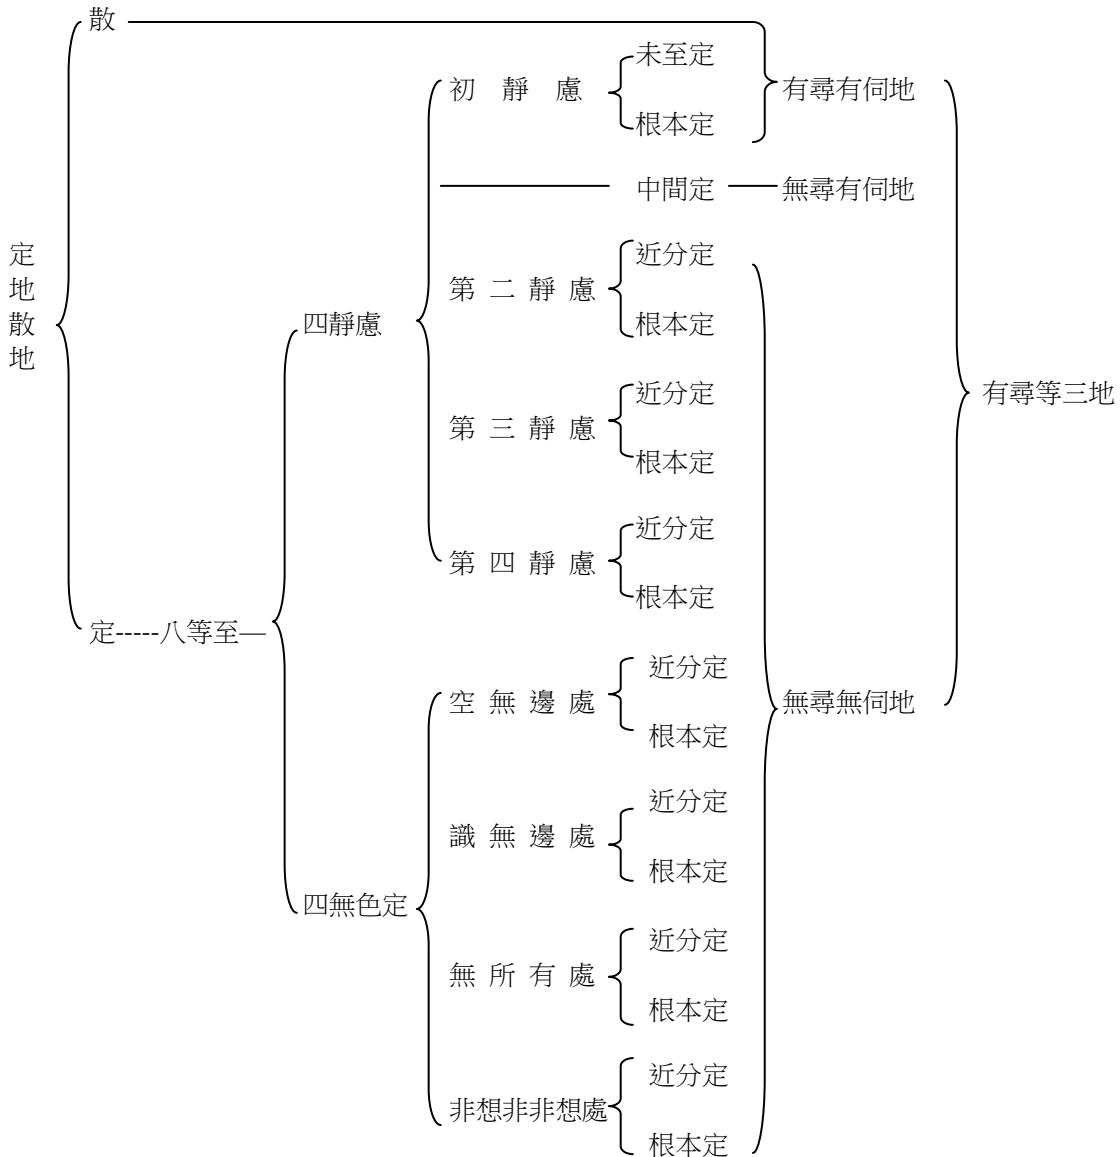 散
未至定
初靜慮
有尋有伺地
根本定
中間定
無尋有伺地
定地散地
近分定
第二靜慮
四靜慮
根本定
近分定
有尋等三地
第三靜慮
根本定
近分定
第四靜慮
根本定
定-----八等至—
近分定
空無邊處
無尋無伺地
根本定
近分定
識無邊處
根本定
四無色定
近分定
無所有處
根本定
近分定
非想非非想處
根本定